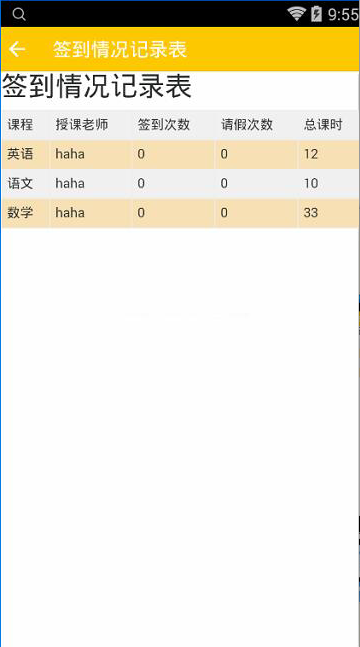 9:55
签到情况记录表
签到情况记录表
课程 授课老师 签到次数 请假次数 总课时
英语 haha 0 0 12
语文 haha 0 0 10
数学 haha 0 0 33